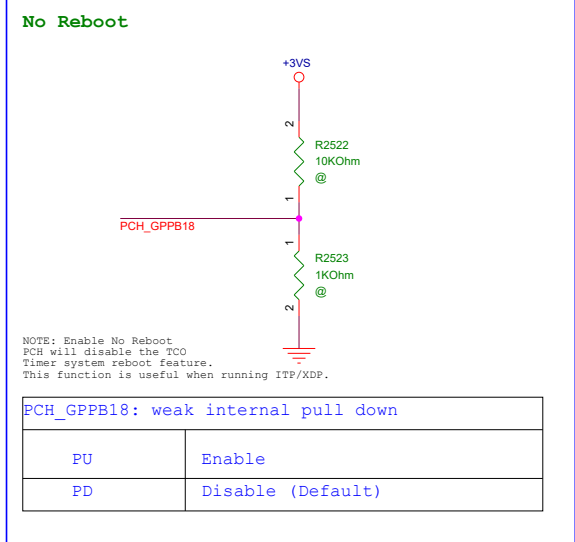 No Reboot
+3VS
2
R2522
10KOhm
@
1
PCH_GPPB18
1
R2523
1KOhm
@
2
NOTE: Enable No Reboot
PCH will disable the TCO
Timer system reboot feature.
This function is useful when running ITP/XDP.
PCH_GPPB18: weak internal pull down
PU Enable
PD Disable (Default)